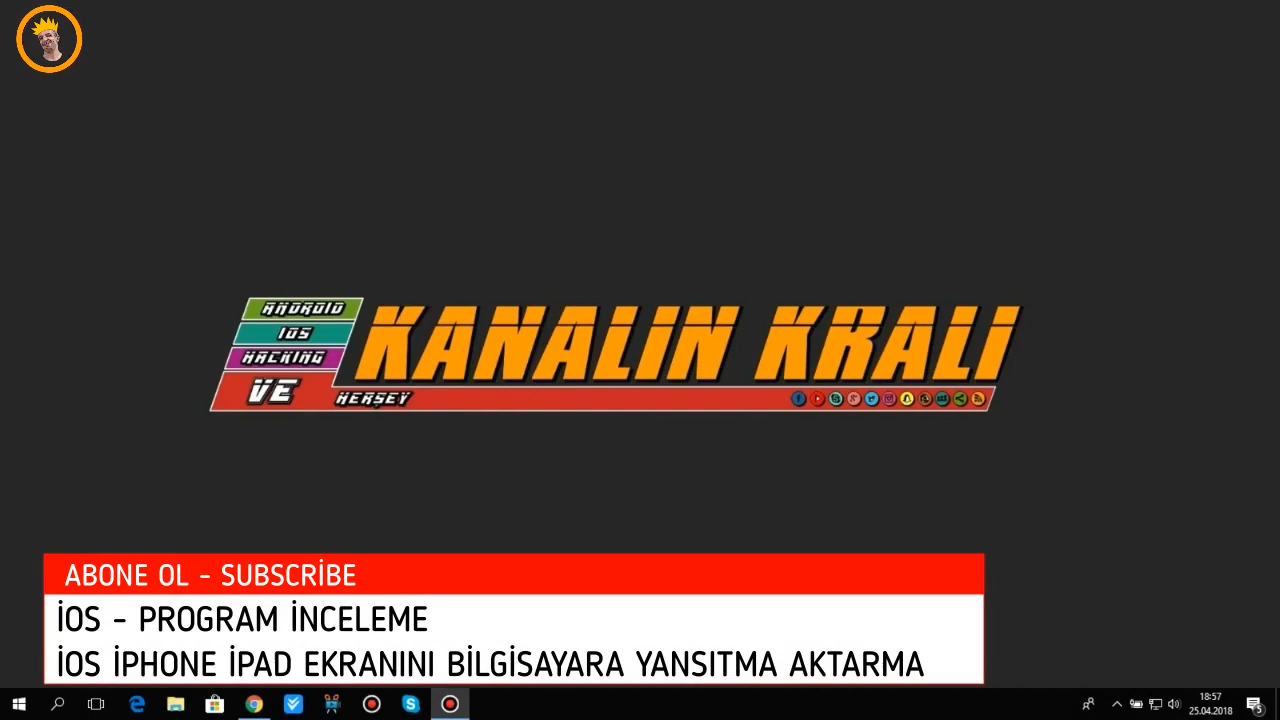 ANDROID
IOS
HACKING
VE
HERŞEY
KANALIN KRALI
ABONE OL - SUBSCRİBE
İOS - PROGRAM İNCELEME
İOS İPHONE İPAD EKRANINI BİLGİSAYARA YANSITMA AKTARMA
18:57
25.04.2018
5